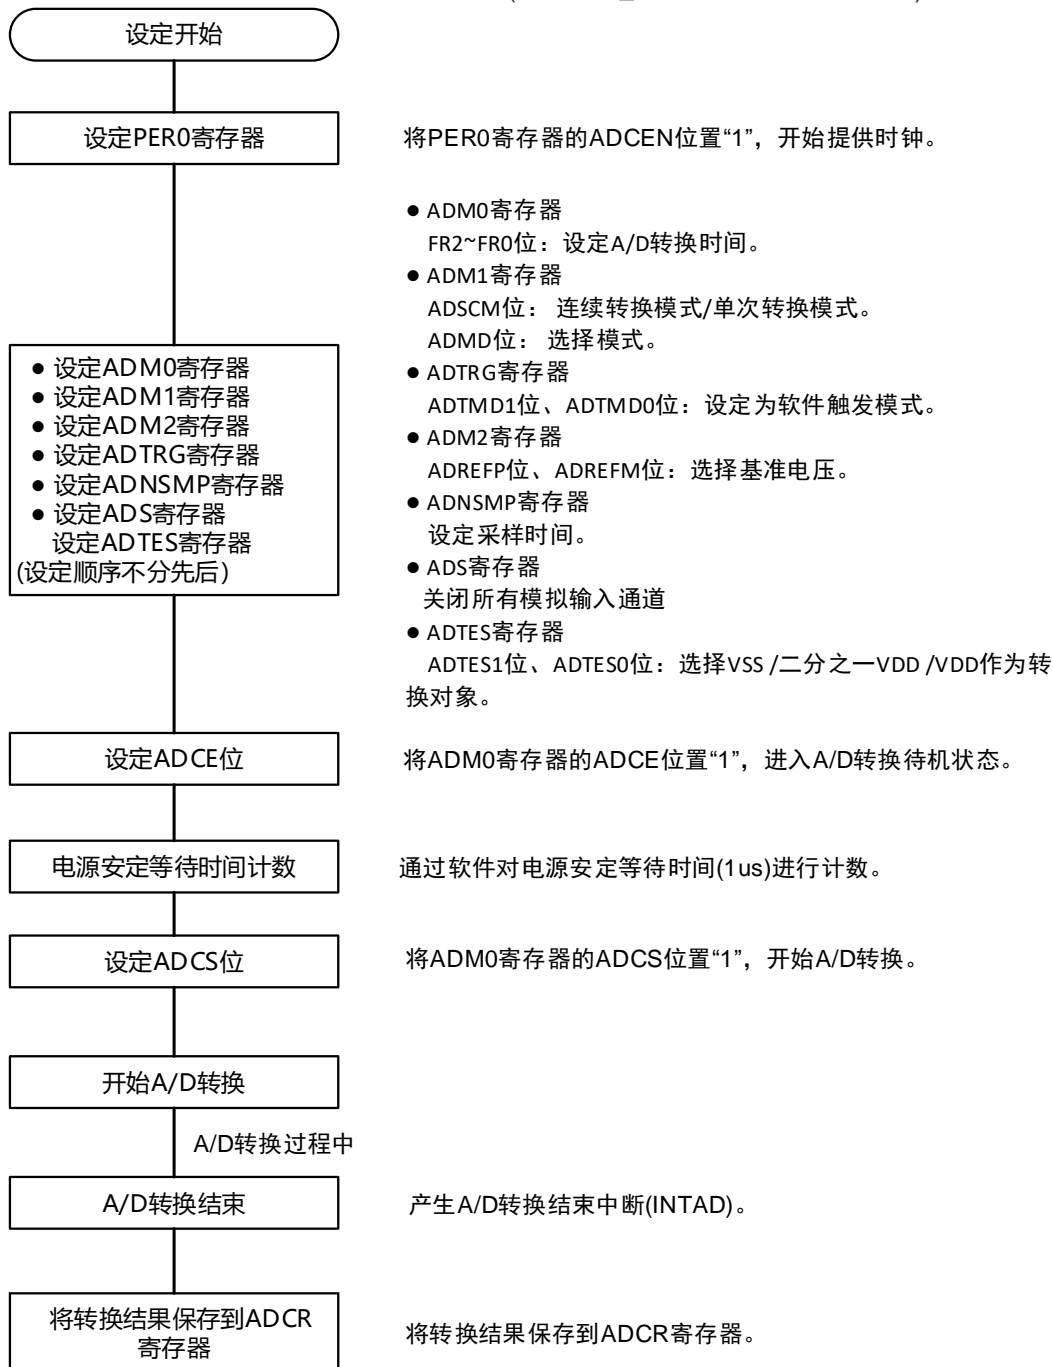 设定开始
设定PER0寄存器
将PER0寄存器的ADCEN位置“1”，开始提供时钟。
● 设定ADM0寄存器
● 设定ADM1寄存器
● 设定ADM2寄存器
● 设定ADTRG寄存器
● 设定ADNSMP寄存器
● 设定ADS寄存器
设定ADTES寄存器
(设定顺序不分先后)
● ADM0寄存器
FR2~FR0位：设定A/D转换时间。
● ADM1寄存器
ADSCM位： 连续转换模式/单次转换模式。
ADMD位： 选择模式。
● ADTRG寄存器
ADTMD1位、ADTMD0位：设定为软件触发模式。
● ADM2寄存器
ADREFP位、ADREFM位：选择基准电压。
● ADNSMP寄存器
设定采样时间。
● ADS寄存器
关闭所有模拟输入通道
● ADTES寄存器
ADTES1位、ADTES0位：选择VSS /二分之一VDD /VDD作为转
换对象。
设定ADCE位
将ADM0寄存器的ADCE位置“1”，进入A/D转换待机状态。
电源安定等待时间计数
通过软件对电源安定等待时间(1us)进行计数。
设定ADCS位
将ADM0寄存器的ADCS位置“1”，开始A/D转换。
开始A/D转换
A/D转换过程中
A/D转换结束
产生A/D转换结束中断(INTAD)。
将转换结果保存到ADCR
寄存器
将转换结果保存到ADCR寄存器。